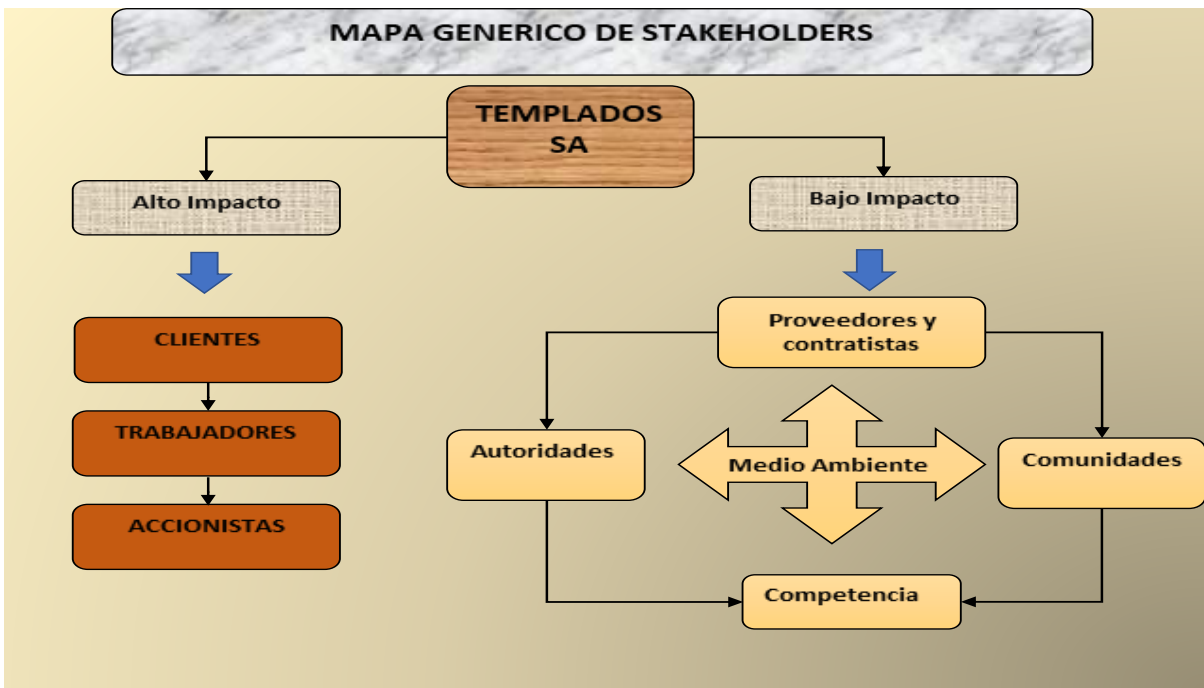 MAPA GENERICO DE STAKEHOLDERS
TEMPLADOS
SA
Alto Impacto
Bajo Impacto
CLIENTES
TRABAJADORES
ACCIONISTAS
Proveedores y
contratistas
Autoridades
Medio Ambiente
Comunidades
Competencia